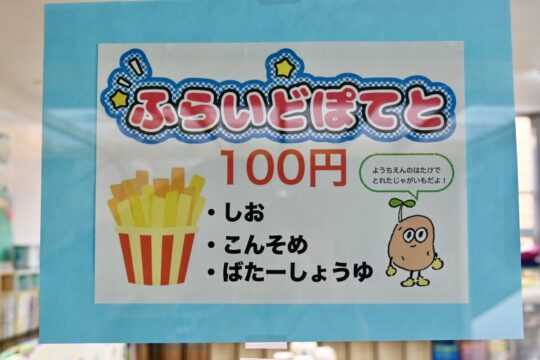 ふらいどぽてと
100円
ようちえんのはたけで
とれたじゃがいもだよ！
・しお
・こんそめ
・ばたーしょうゆ